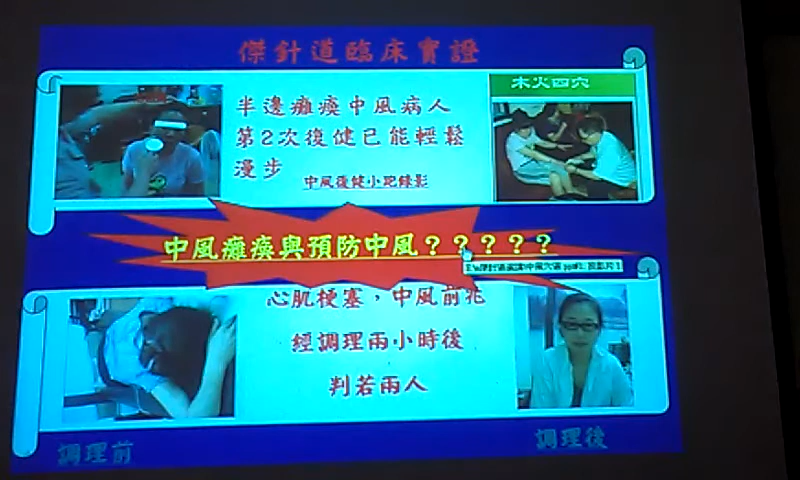 傑針道臨床實證
半邊癱瘓中風病人
第2次復健已能輕鬆
漫步
中風復健小記錄影
木火四穴
中風癱瘓與預防中風？？？？？
心肌梗塞，中風前兆
經調理兩小時後
判若兩人
調理前
調理後